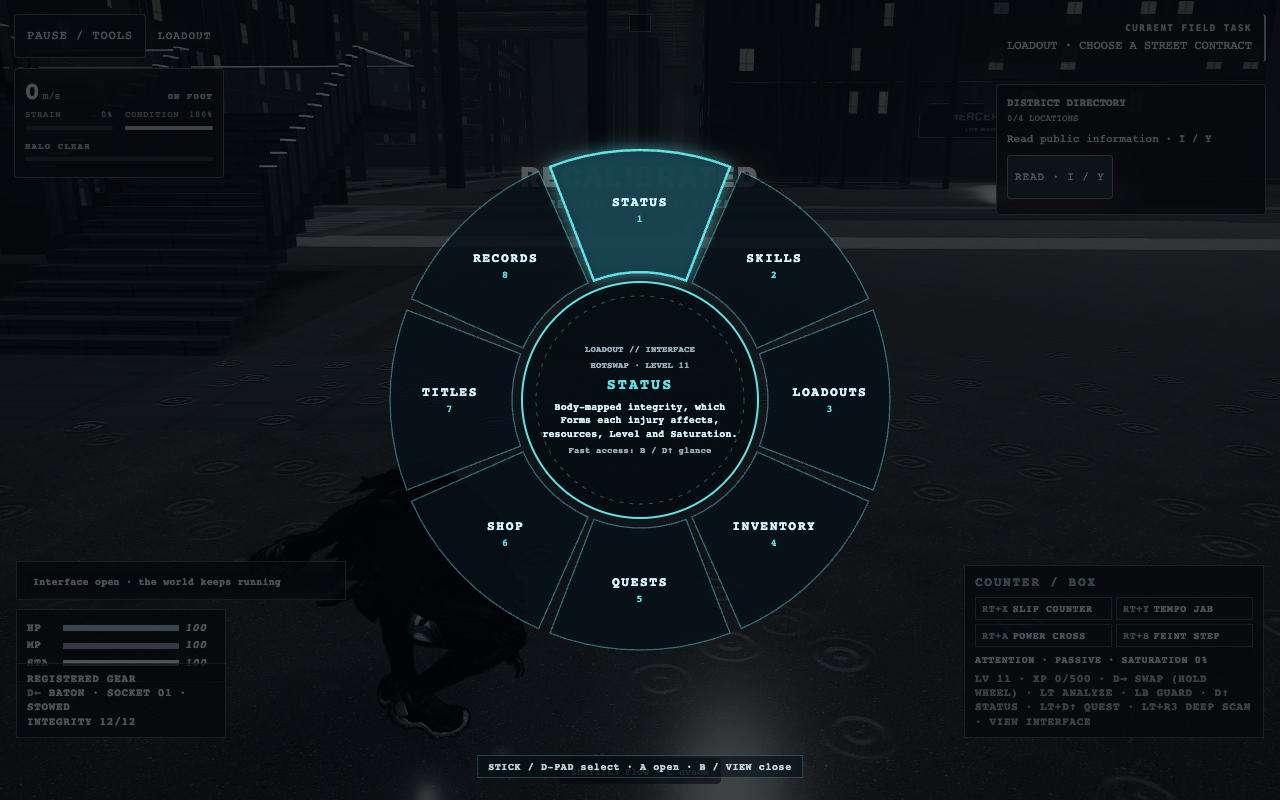 PAUSE / TOOLS
LOADOUT
CURRENT FIELD TASK
LOADOUT · CHOOSE A STREET CONTRACT
0 m/s
ON FOOT
STRAIN 0%
CONDITION 100%
HALO CLEAR
DISTRICT DIRECTORY
0/4 LOCATIONS
Read public information · I / Y
READ · I / Y
RECALIBRATED
STATUS
1
RECORDS
8
SKILLS
2
TITLES
7
LOADOUTS
3
SHOP
6
INVENTORY
4
QUESTS
5
LOADOUT // INTERFACE
HOTSWAP · LEVEL 11
STATUS
Body-mapped integrity, which
Forms each injury affects,
resources, Level and Saturation.
Fast access: B / D↑ glance
Interface open · the world keeps running
HP 100
MP 100
STA 100
REGISTERED GEAR
D← BATON · SOCKET 01 ·
STOWED
INTEGRITY 12/12
COUNTER / BOX
RT+X SLIP COUNTER
RT+Y TEMPO JAB
RT+A POWER CROSS
RT+B FEINT STEP
ATTENTION · PASSIVE · SATURATION 0%
LV 11 · XP 0/500 · D→ SWAP (HOLD
WHEEL) · LT ANALYZE · LB GUARD · D↑
STATUS · LT+D↑ QUEST · LT+R3 DEEP SCAN
· VIEW INTERFACE
STICK / D-PAD select · A open · B / VIEW close